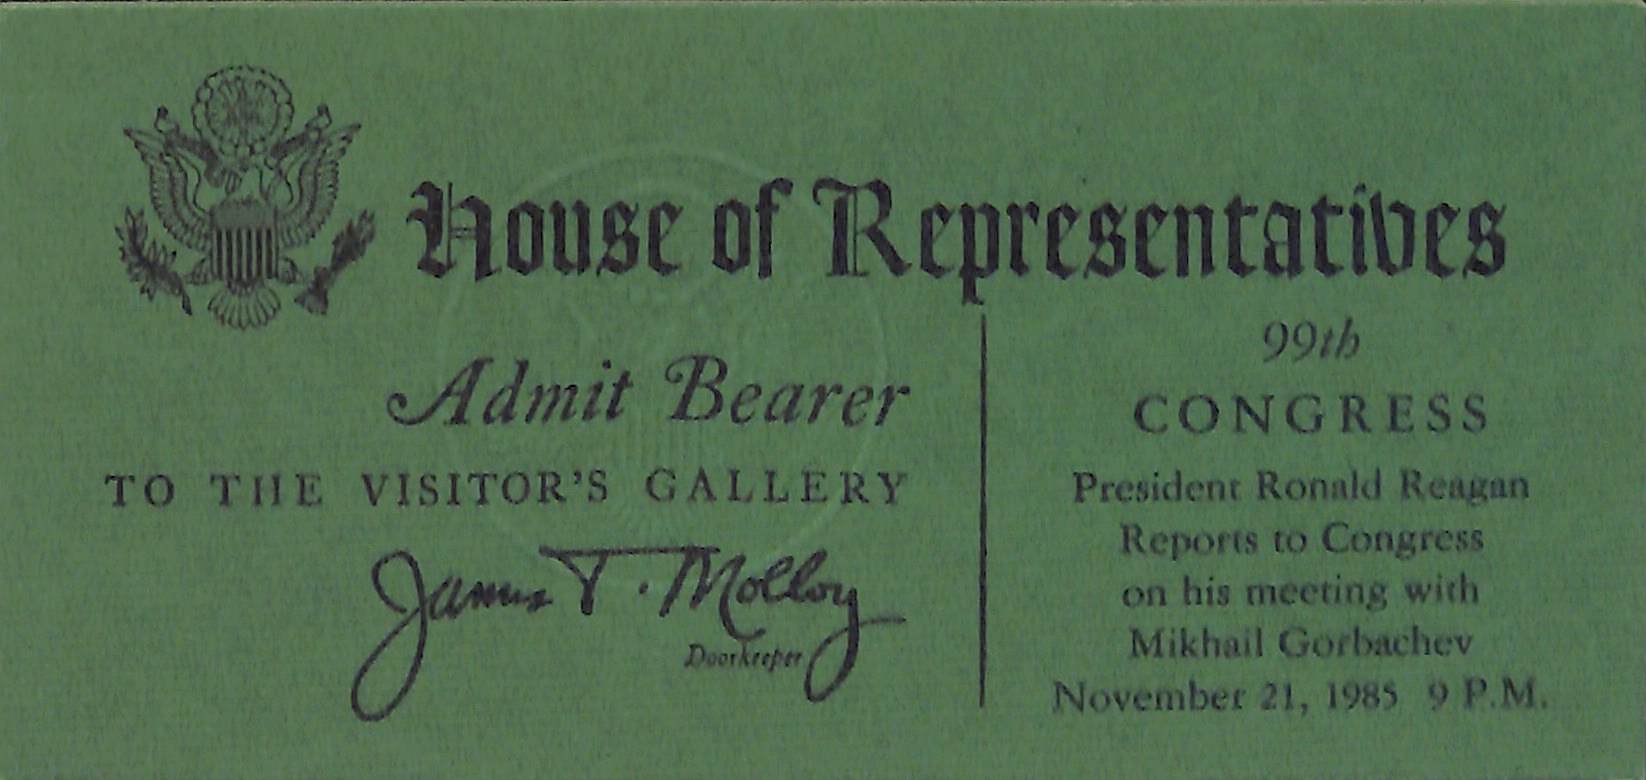 House of Representatives
Admit Bearer
TO THE VISITOR'S GALLERY
James T. Molloy
Doorkeeper
99th
CONGRESS
President Ronald Reagan
Reports to Congress
on his meeting with
Mikhail Gorbachev
November 21, 1985 9 P.M.